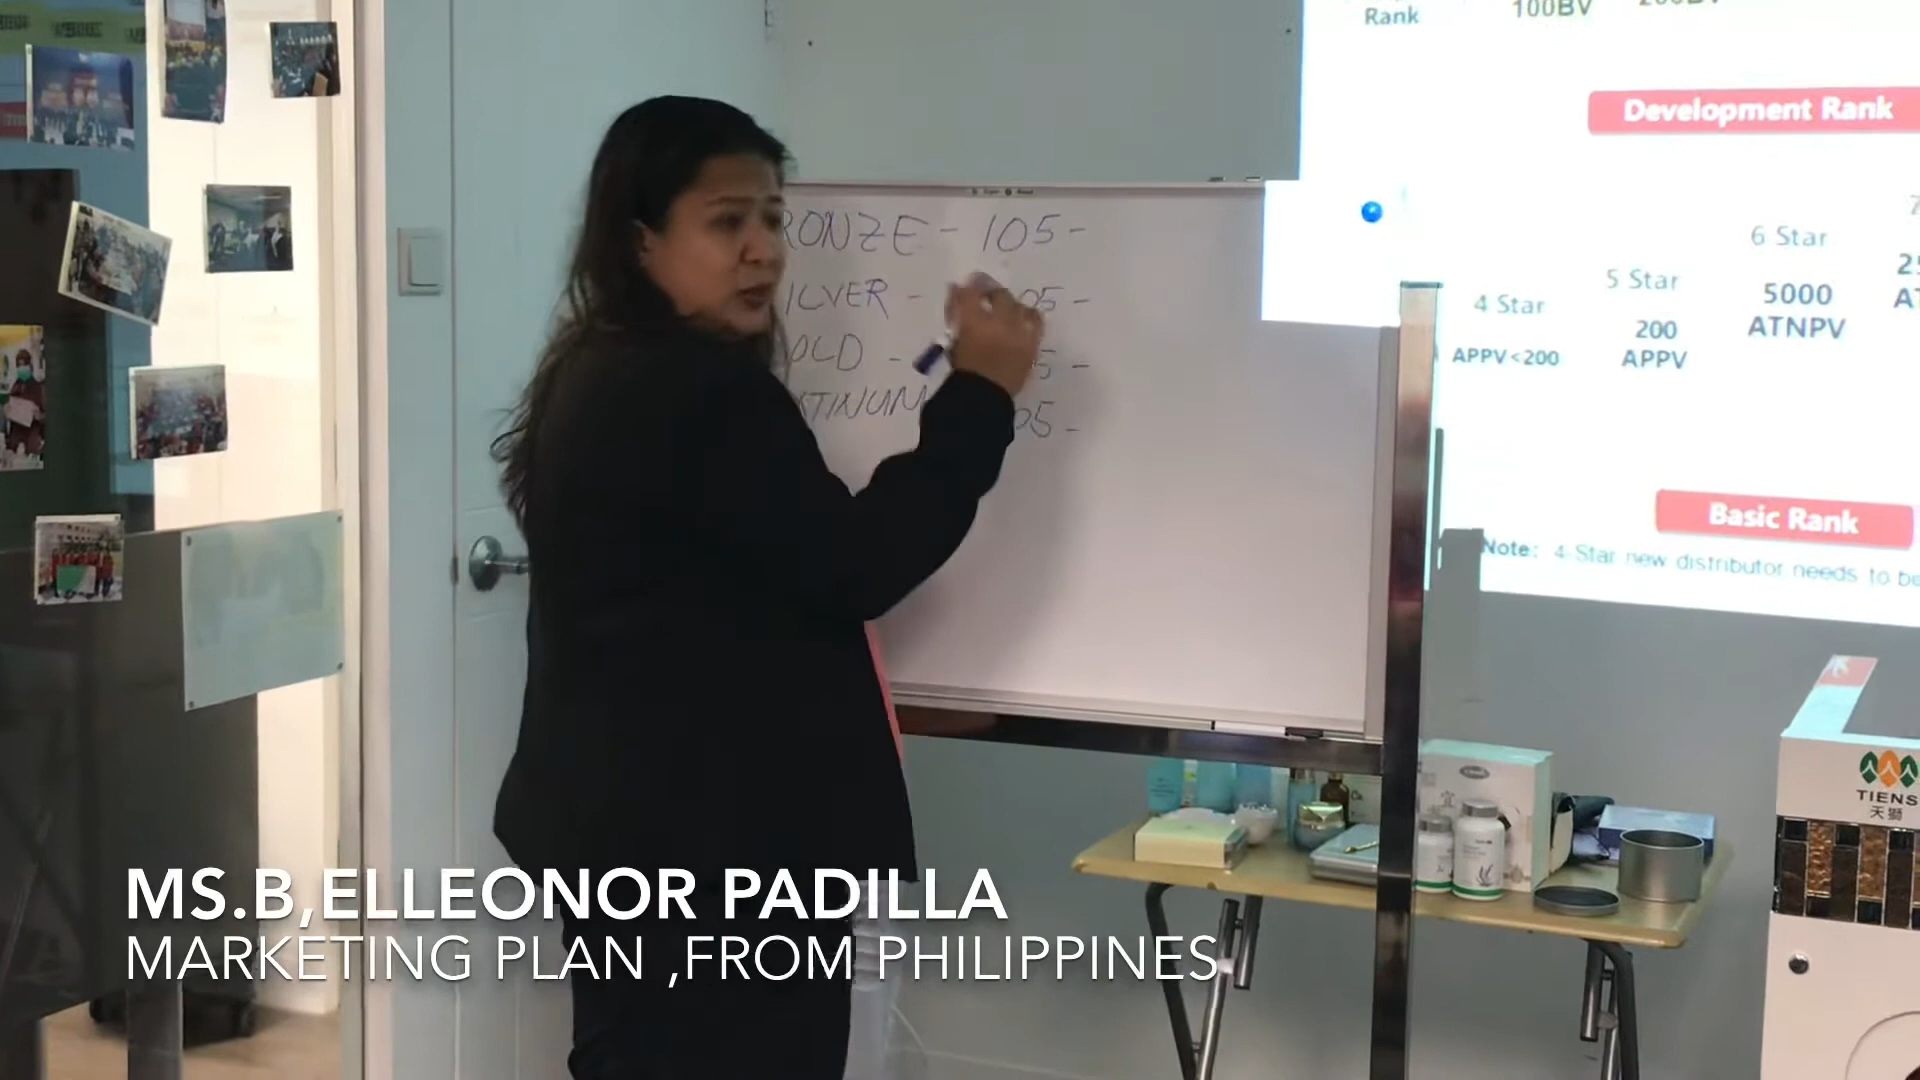 Rank
100BV
Development Rank
RONZE - 105 -
ILVER -
05 -
OLD -
5 -
TINUM
05 -
6 Star
5 Star
4 Star
5000
ATNPV
200
APPV
APPV<200
Basic Rank
Note: 4-Star new distributor needs to be
TIENS
天獅
MS.B,ELLEONOR PADILLA
MARKETING PLAN ,FROM PHILIPPINES